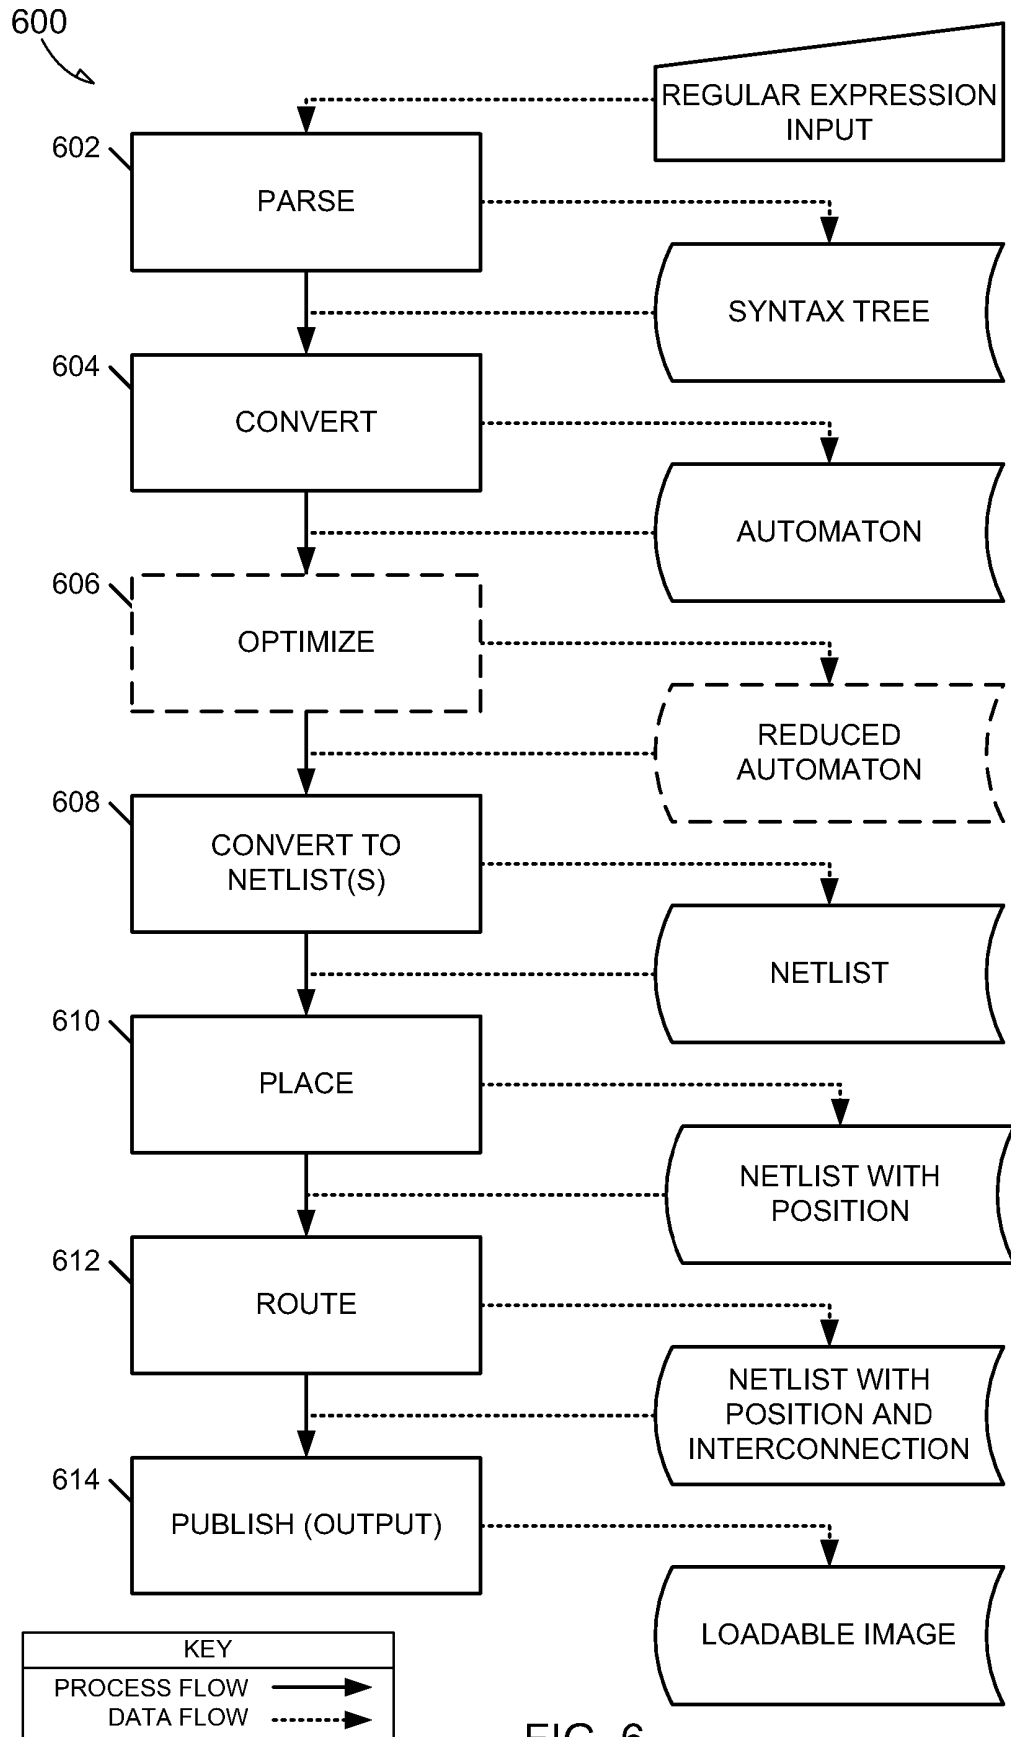 600
REGULAR EXPRESSION
INPUT
602
PARSE
SYNTAX TREE
604
CONVERT
AUTOMATON
606
OPTIMIZE
REDUCED
AUTOMATON
608
CONVERT TO
NETLIST(S)
NETLIST
610
PLACE
NETLIST WITH
POSITION
612
ROUTE
NETLIST WITH
POSITION AND
INTERCONNECTION
614
PUBLISH (OUTPUT)
LOADABLE IMAGE
KEY
PROCESS FLOW
DATA FLOW
FIG. 6